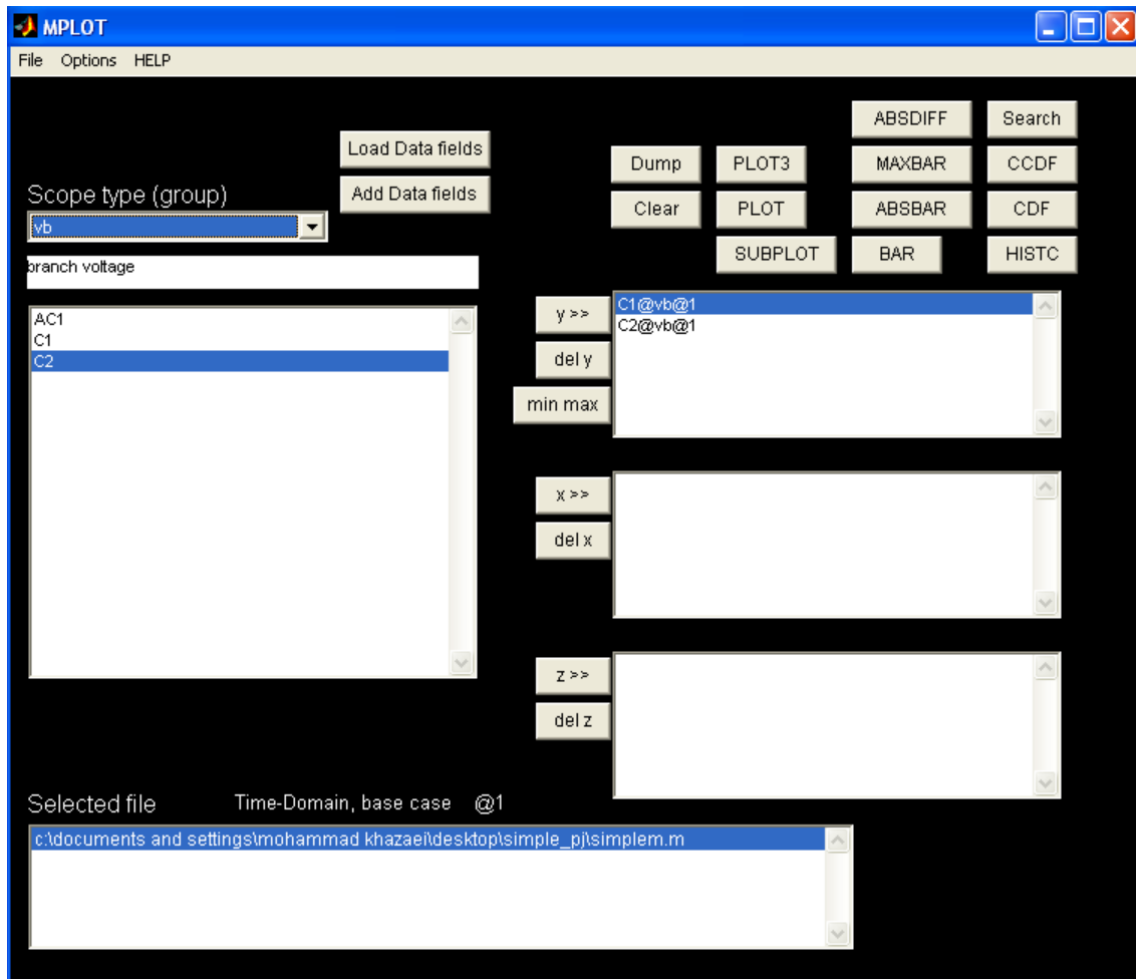 MPLOT
File Options HELP
ABSDIFF Search
Load Data fields
Dump PLOT3 MAXBAR CCDF
Scope type (group)
Add Data fields
Clear PLOT ABSBAR CDF
vb
SUBPLOT BAR HISTC
branch voltage
AC1
C1
C2
y >>
del y
min max
C1@vb@1
C2@vb@1
x >>
del x
z >>
del z
Selected file Time-Domain, base case @1
c:\documents and settings\mohammad khazaei\desktop\simple_pj\simplem.m